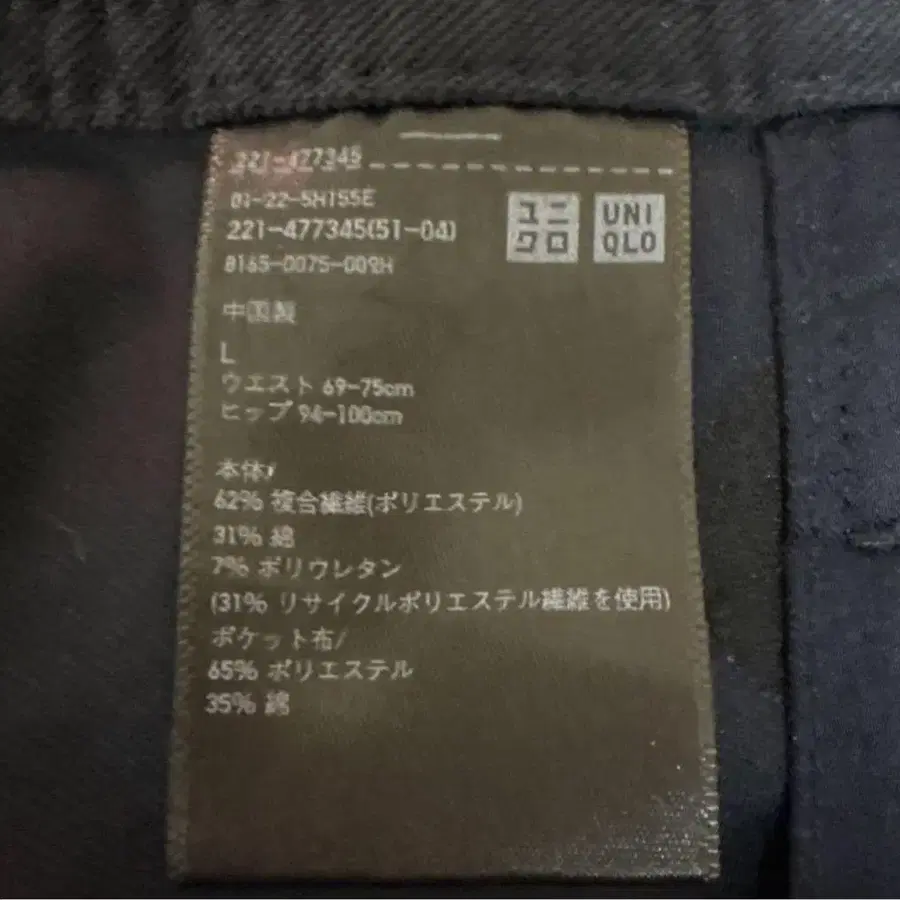 221-477345
01-22-5H155E
221-477345(51-04)
8165-0075-009H
ユニ
クロ
UNI
QLO
中国製
L
ウエスト 69-75cm
ヒップ 94-100cm
本体/
62% 複合繊維(ポリエステル)
31% 綿
7% ポリウレタン
(31% リサイクルポリエステル繊維を使用)
ポケット布/
65% ポリエステル
35% 綿